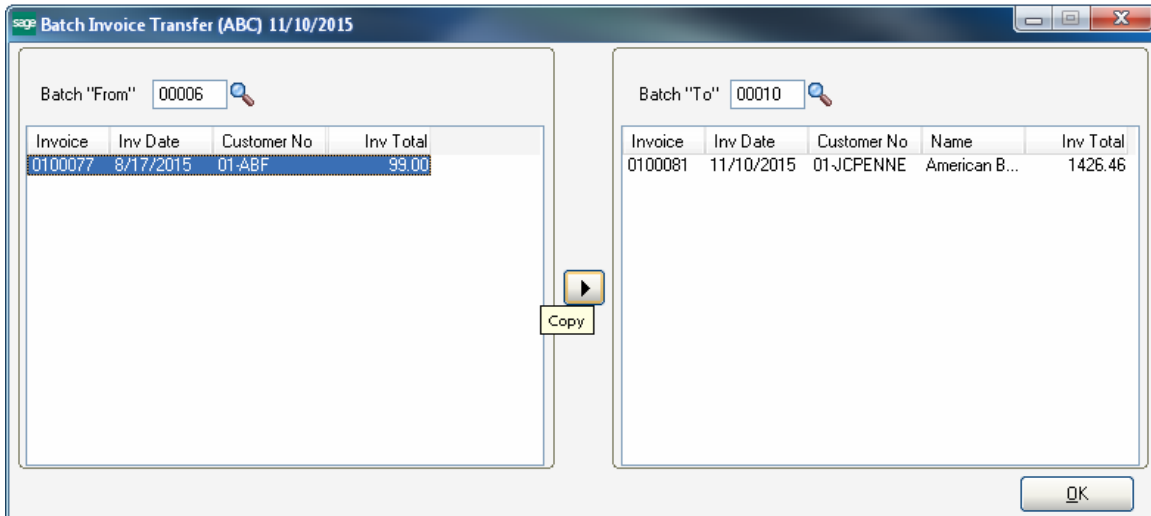 sage Batch Invoice Transfer (ABC) 11/10/2015
Batch "From" 00006
Invoice Inv Date Customer No Inv Total
0100077 8/17/2015 01-ABF 99.00
Copy
Batch "To" 00010
Invoice Inv Date Customer No Name Inv Total
0100081 11/10/2015 01-JCPENNE American B... 1426.46
OK